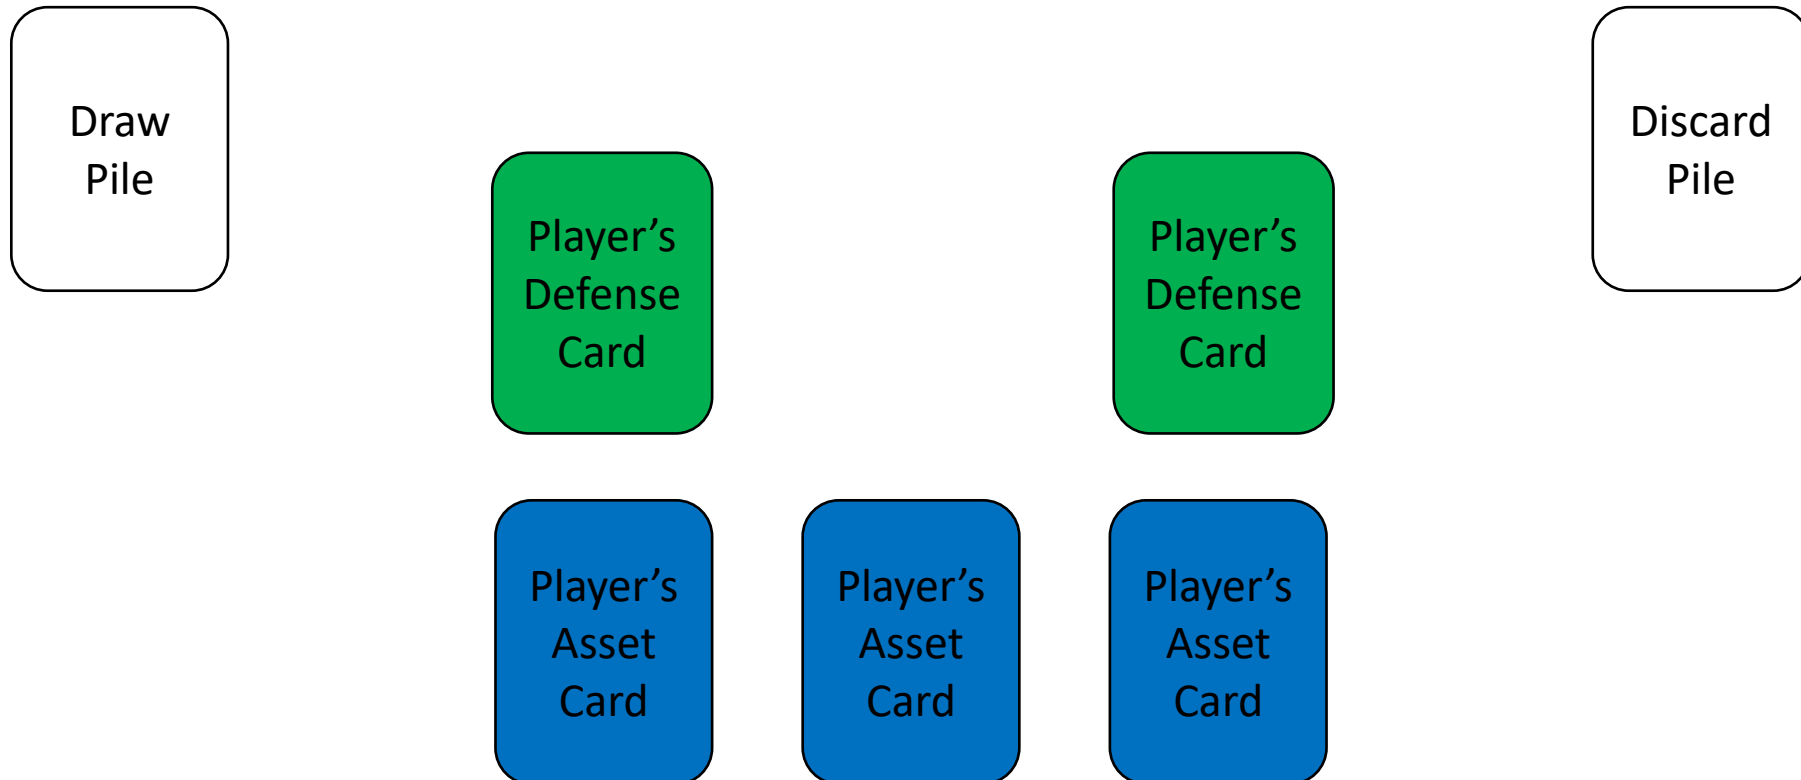 Draw
Pile
Discard
Pile
Player’s
Defense
Card
Player’s
Defense
Card
Player’s
Asset
Card
Player’s
Asset
Card
Player’s
Asset
Card